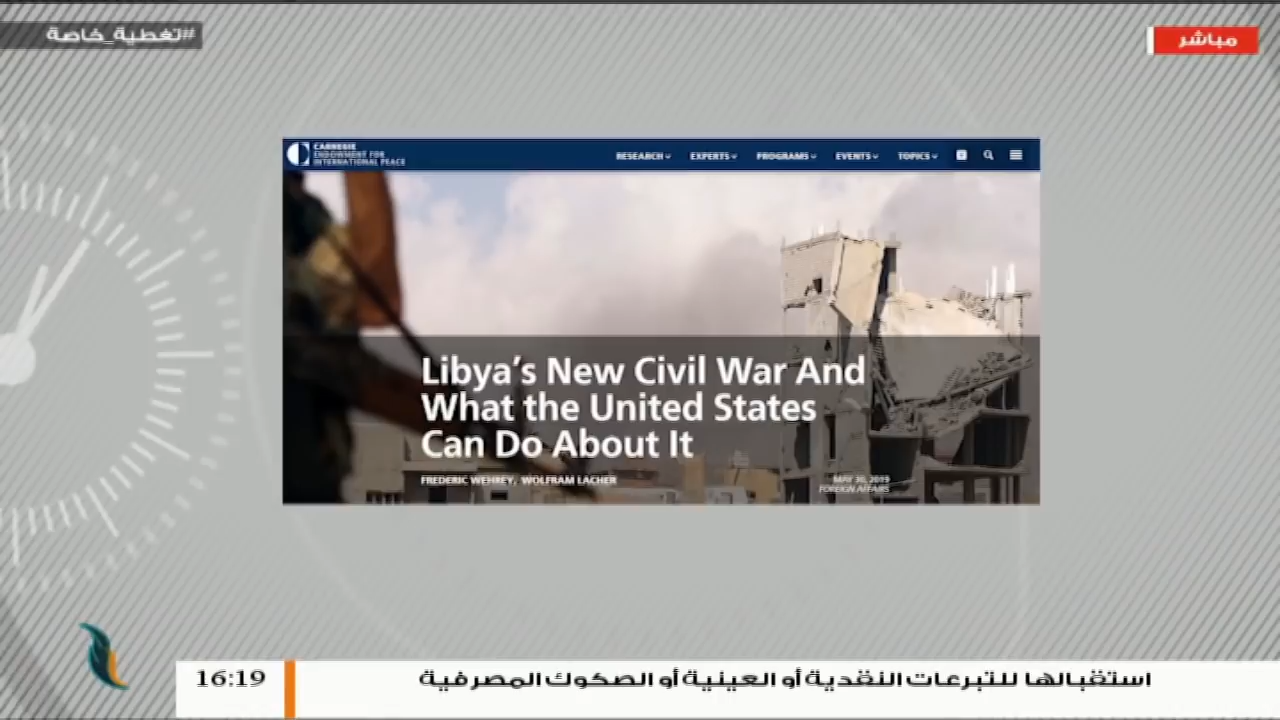 #تغطية_خاصة
مباشر
CARNEGIE
ENDOWMENT FOR
INTERNATIONAL PEACE
RESEARCH EXPERTS PROGRAMS EVENTS TOPICS
Libya's New Civil War And
What the United States
Can Do About It
FREDERIC WEHREY, WOLFRAM LACHER
MAY 30, 2019
FOREIGN AFFAIRS
16:19
استقبالها للتبرعات النقدية أو العينية أو الصكوك المصرفية